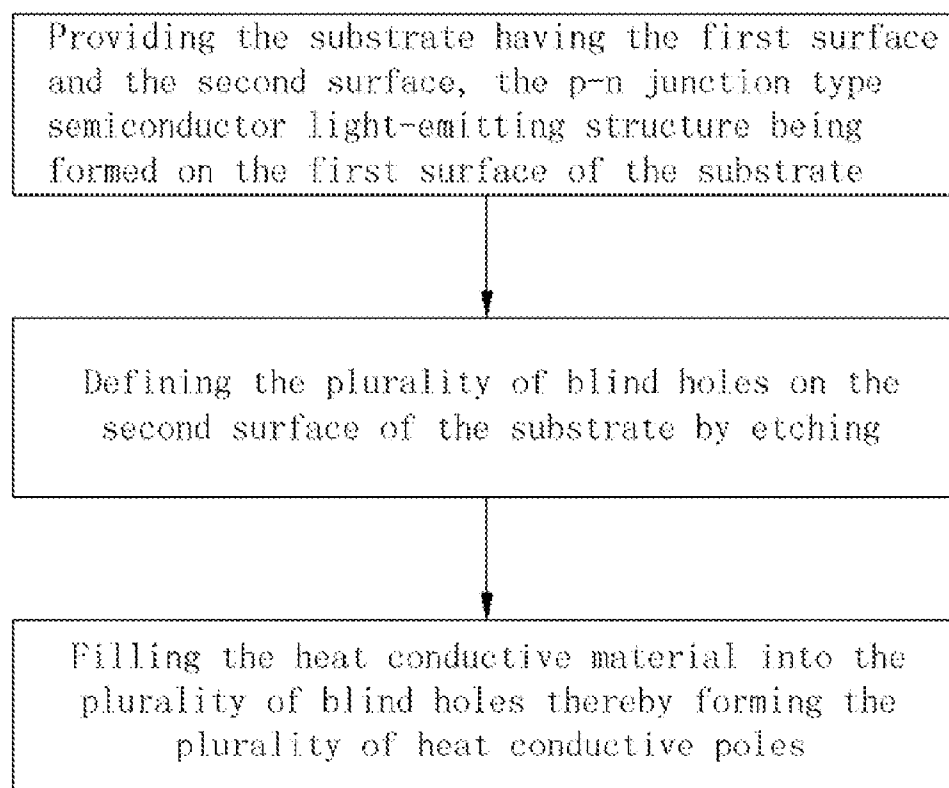 Providing the substrate having the first surface
and the second surface, the p-n junction type
semiconductor light-emitting structure being
formed on the first surface of the substrate
Defining the plurality of blind holes on the
second surface of the substrate by etching
Filling the heat conductive material into the
plurality of blind holes thereby forming the
plurality of heat conductive poles